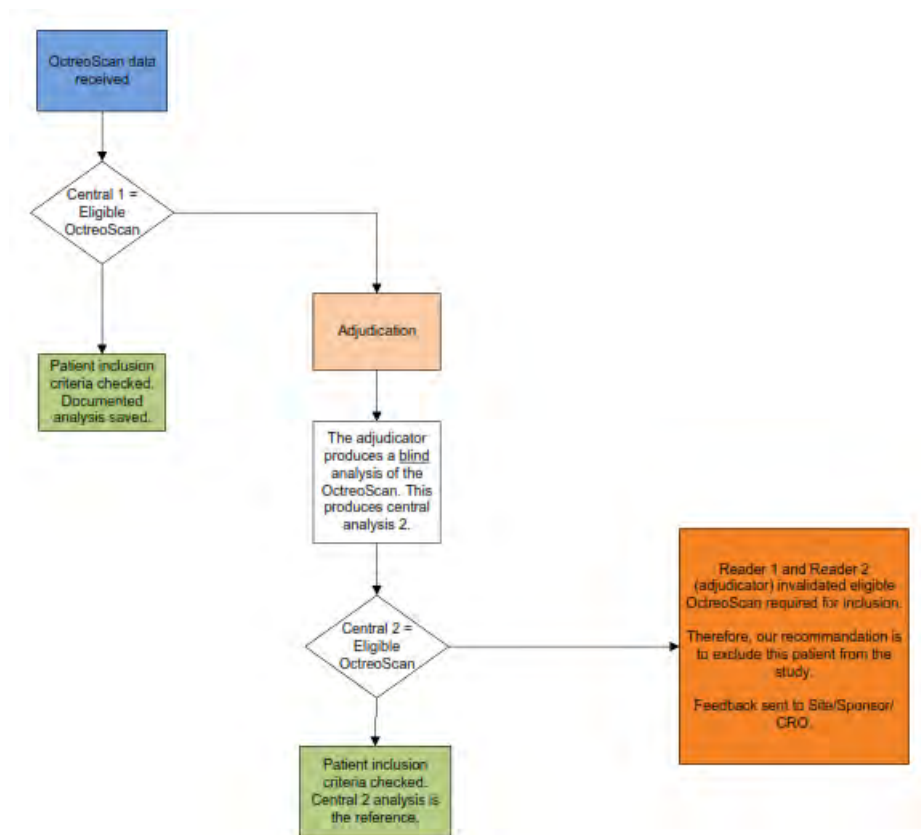 OctreoScan data
received
Central 1 =
Eligible
OctreoScan
Adjudication
Patient inclusion
criteria checked.
Documented
analysis saved.
The adjudicator
produces a blind
analysis of the
OctreoScan. This
produces central
analysis 2.
Reader 1 and Reader 2
(adjudicator) invalidated eligible
OctreoScan required for inclusion.
Therefore, our recommandation is
to exclude this patient from the
study.
Feedback sent to Site/Sponsor/
CRO.
Central 2 =
Eligible
OctreoScan
Patient inclusion
criteria checked.
Central 2 analysis is
the reference.